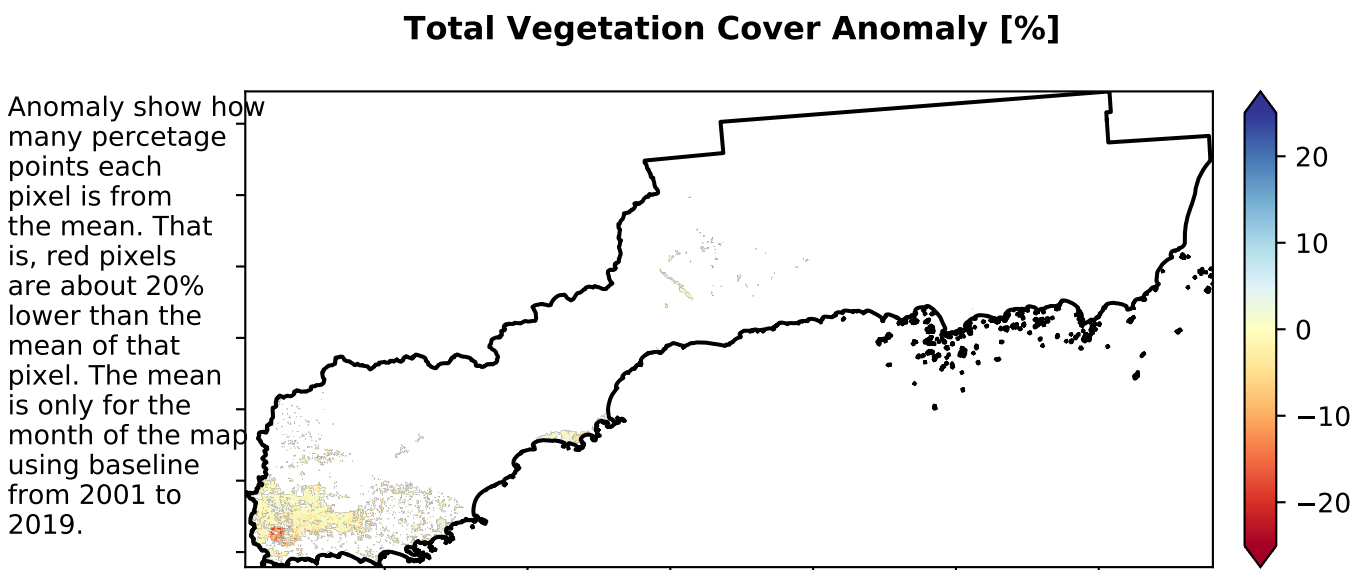 Total Vegetation Cover Anomaly [%]
Anomaly show how
many percetage
points each
pixel is from
the mean. That
is, red pixels
are about 20%
lower than the
mean of that
pixel. The mean
is only for the
month of the map
using baseline
from 2001 to
2019.
20
10
0
−10
−20